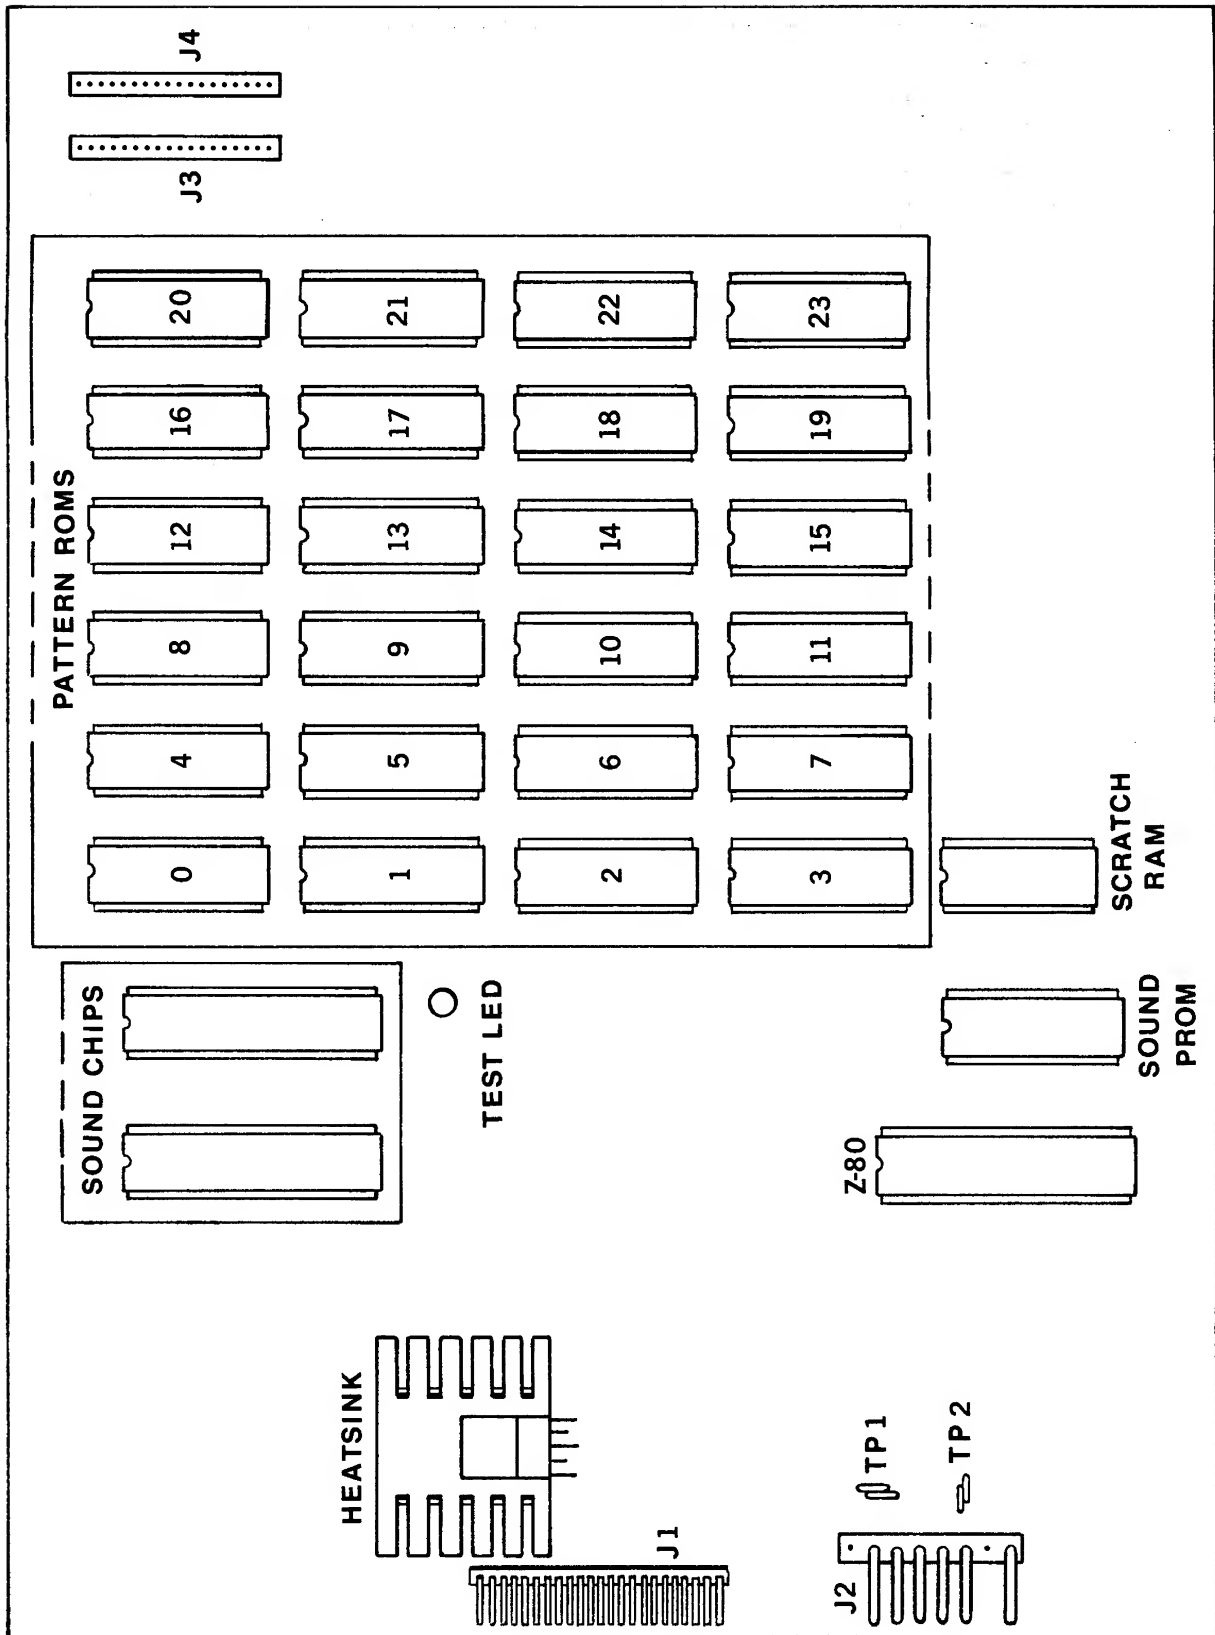 J4
J3
PATTERN ROMS
20
21
22
23
16
17
18
19
12
13
14
15
8
9
10
11
4
5
6
7
0
1
2
3
SCRATCH
RAM
SOUND CHIPS
TEST LED
SOUND
PROM
Z-80
HEATSINK
TP1
TP2
J1
J2